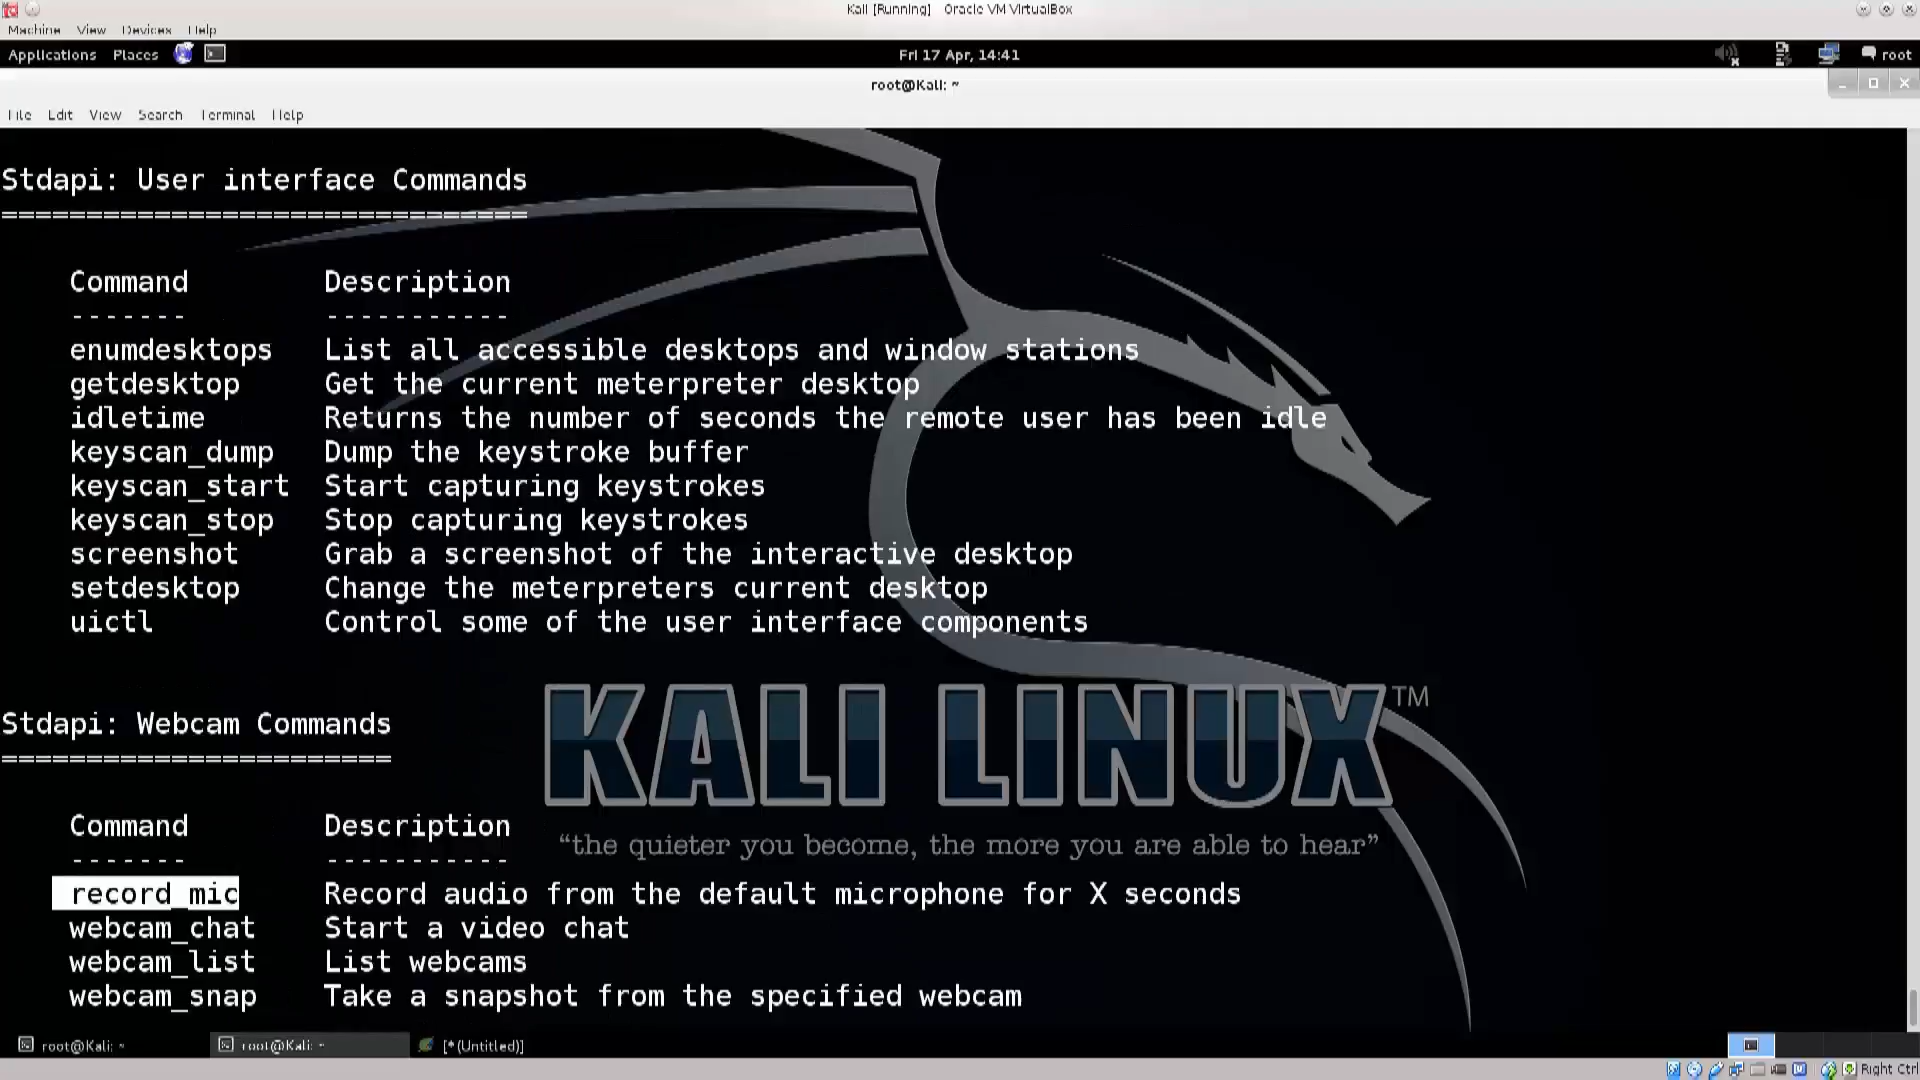 Kali [Running] - Oracle VM VirtualBox
Machine View Devices Help
Applications Places Fri 17 Apr, 14:41 root
root@Kali: ~
File Edit View Search Terminal Help
Stdapi: User interface Commands
===============================
Command Description
------- -----------
enumdesktops List all accessible desktops and window stations
getdesktop Get the current meterpreter desktop
idletime Returns the number of seconds the remote user has been idle
keyscan_dump Dump the keystroke buffer
keyscan_start Start capturing keystrokes
keyscan_stop Stop capturing keystrokes
screenshot Grab a screenshot of the interactive desktop
setdesktop Change the meterpreters current desktop
uictl Control some of the user interface components
KALI LINUX™
Stdapi: Webcam Commands
=======================
Command Description
“the quieter you become, the more you are able to hear”
------- -----------
record_mic Record audio from the default microphone for X seconds
webcam_chat Start a video chat
webcam_list List webcams
webcam_snap Take a snapshot from the specified webcam
root@Kali: ~ root@Kali: ~ [*(Untitled)]
Right Ctrl